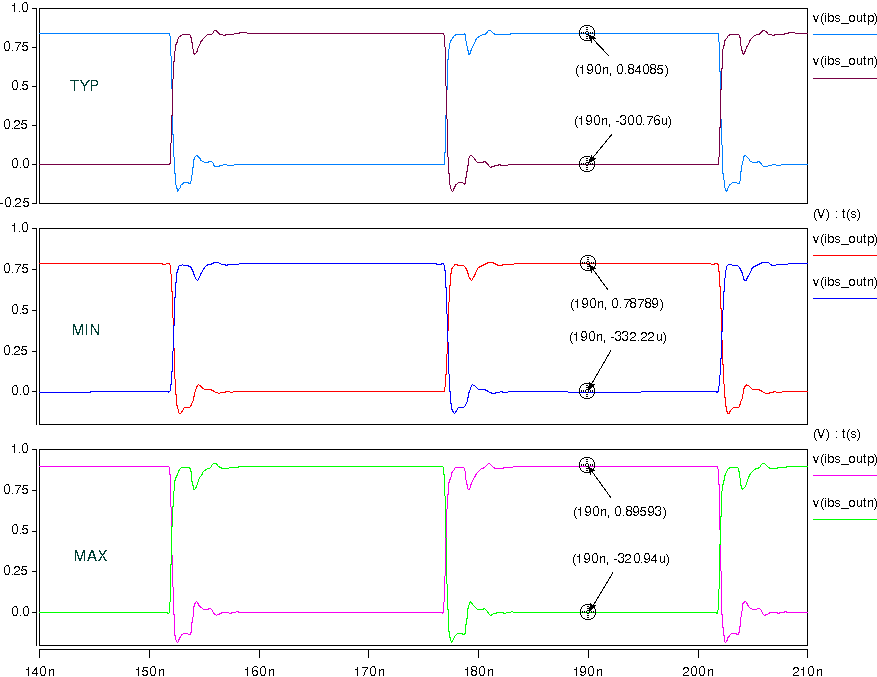 1.0
v(ibs_outp)
0.75
v(ibs_outn)
(190n, 0.84085)
TYP
0.5
0.25
(190n, -300.76u)
0.0
-0.25
(V) : t(s)
1.0
v(ibs_outp)
0.75
v(ibs_outn)
(190n, 0.78789)
0.5
MIN
(190n, -332.22u)
0.25
0.0
(V) : t(s)
1.0
v(ibs_outp)
0.75
v(ibs_outn)
(190n, 0.89593)
0.5
MAX
(190n, -320.94u)
0.25
0.0
140n 150n 160n 170n 180n 190n 200n 210n